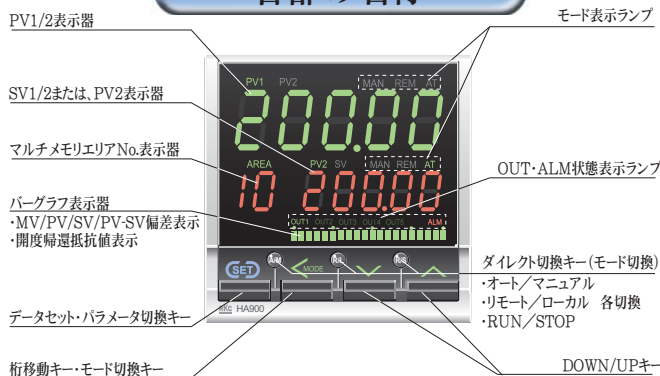 各部の名称
PV1/2表示器
モード表示ランプ
PV1 PV2 MAN REM AT
200.00
SV1/2または、PV2表示器
マルチメモリエリアNo.表示器
AREA PV2 SV MAN REM AT
10 200.00
OUT・ALM状態表示ランプ
バーグラフ表示器
・MV/PV/SV/PV-SV偏差表示
・開度帰還抵抗値表示
OUT1 OUT2 OUT3 OUT4 OUT5 ALM
SET A/M MODE R/L R/S
ダイレクト切換キー(モード切換)
・オート/マニュアル
・リモート/ローカル 各切換
・RUN/STOP
RKC HA900
データセット・パラメータ切換キー
桁移動キー・モード切換キー
DOWN/UPキー